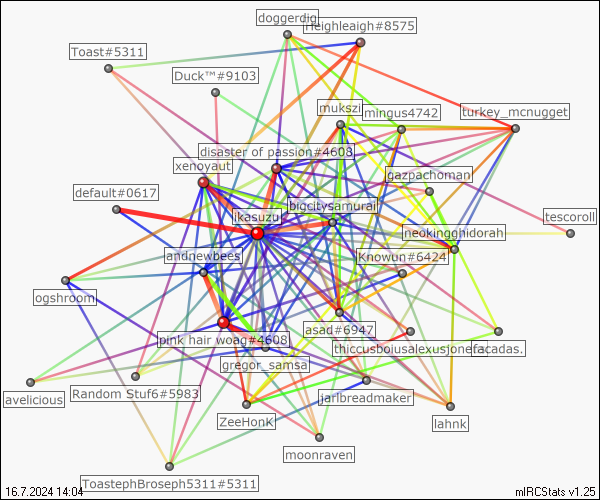 doggerdig
Heighleaigh#8575
Toast#5311
Duck™#9103
mukszi
mingus4742
turkey_mcnugget
disaster of passion#4608
xenoyaut
gazpachoman
default#0617
ikasuzu
bigcitysamurai
tescoroll
neokingghidorah
andnewbees
Knowun#6424
ogshroom
asad#6947
pink hair woag#4608
thiccusboiusalexusjonesa
façadas.
gregor_samsa
avelicious
Random Stuf6#5983
jarlbreadmaker
ZeeHonK
lahnk
moonraven
ToastephBroseph5311#5311
16.7.2024 14:04
mIRCStats v1.25